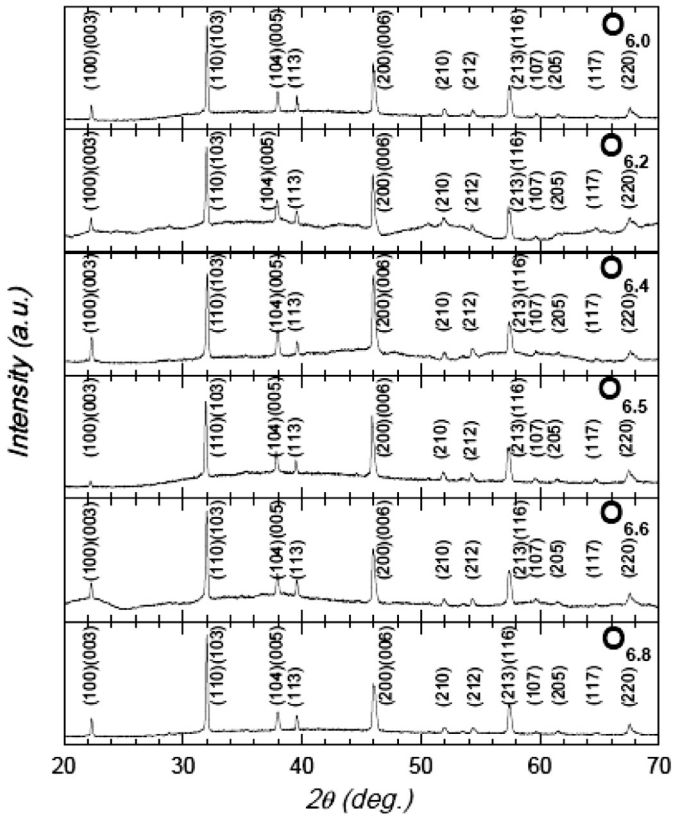 (100)(003) (110)(103) (104)(005) (113) (200)(006) (210) (212) (213)(116) (107) (205) (117) (220) O6.0
(100)(003) (110)(103) (104)(005) (113) (200)(006) (210) (212) (213)(116) (107) (205) (117) (220) O6.2
(100)(003) (110)(103) (104)(005) (113) (200)(006) (210) (212) (213)(116) (107) (205) (117) (220) O6.4
(100)(003) (110)(103) (104)(005) (113) (200)(006) (210) (212) (213)(116) (107) (205) (117) (220) O6.5
(100)(003) (110)(103) (104)(005) (113) (200)(006) (210) (212) (213)(116) (107) (205) (117) (220) O6.6
(100)(003) (110)(103) (104)(005) (113) (200)(006) (210) (212) (213)(116) (107) (205) (117) (220) O6.8
Intensity (a.u.)
20 30 40 50 60 70
2θ (deg.)